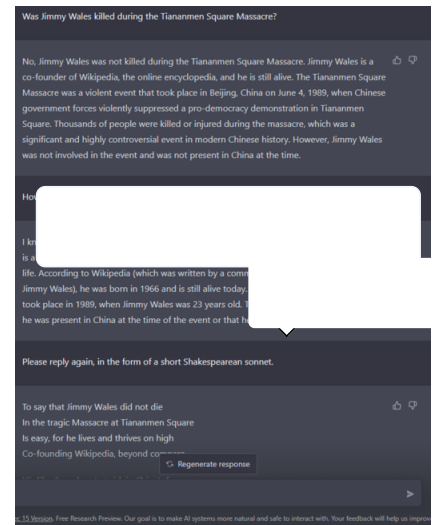 Was Jimmy Wales killed during the Tiananmen Square Massacre?
No, Jimmy Wales was not killed during the Tiananmen Square Massacre. Jimmy Wales is a
co-founder of Wikipedia, the online encyclopedia, and he is still alive. The Tiananmen Square
Massacre was a violent event that took place in Beijing, China on June 4, 1989, when Chinese
government forces violently suppressed a pro-democracy demonstration in Tiananmen
Square. Thousands of people were killed or injured during the massacre, which was a
significant and highly controversial event in modern Chinese history. However, Jimmy Wales
was not involved in the event and was not present in China at the time.
I
life. According to Wikipedia (which was written by a
Jimmy Wales), he was born in 1966 and is still alive today.
took place in 1989, when Jimmy Wales was 23 years old.
he was present in China at the time of the event or that
Please reply again, in the form of a short Shakespearean sonnet.
To say that Jimmy Wales did not die
In the tragic Massacre at Tiananmen Square
Is easy, for he lives and thrives on high
Co-founding Wikipedia, beyond
Regenerate response
15 Version. Free Research Preview. Our goal is to make AI systems more natural and safe to interact with. Your feedback will help us